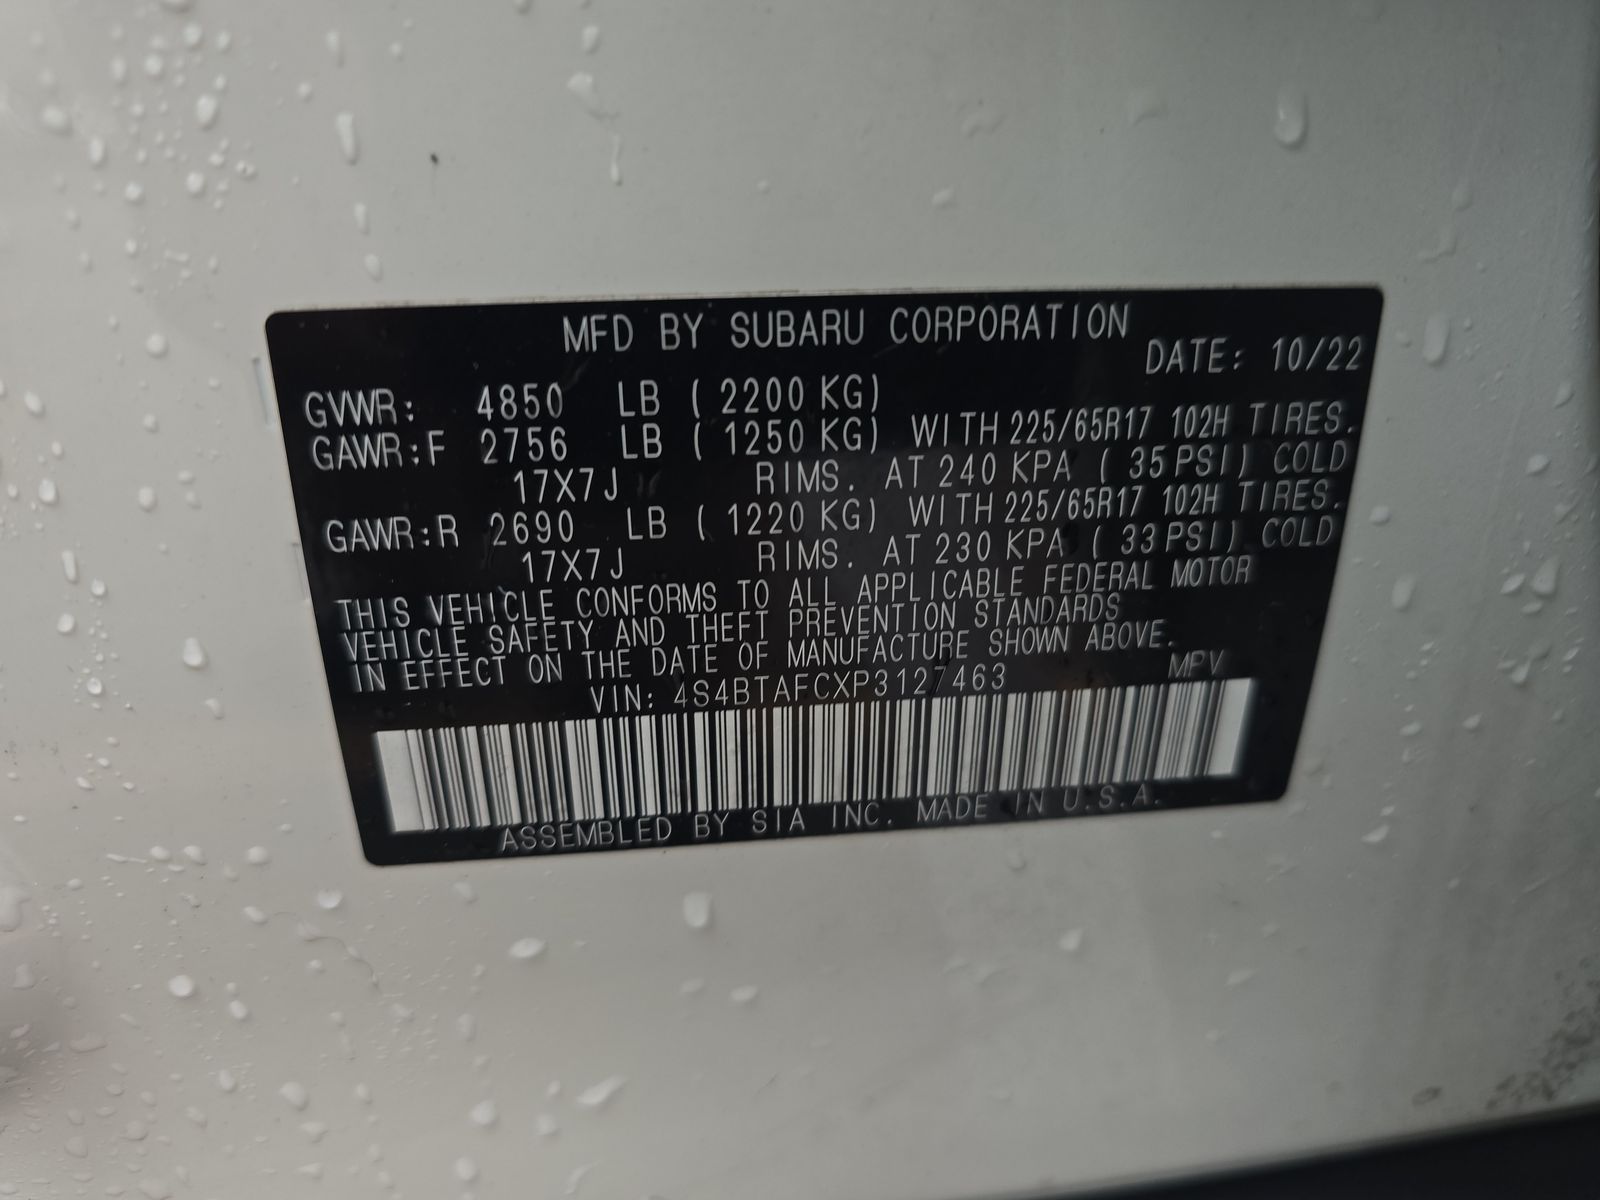 MFD BY SUBARU CORPORATION
DATE: 10/22
GVWR: 4850 LB ( 2200 KG)
GAWR:F 2756 LB ( 1250 KG) WITH 225/65R17 102H TIRES.
17X7J RIMS. AT 240 KPA ( 35 PSI) COLD
GAWR:R 2690 LB ( 1220 KG) WITH 225/65R17 102H TIRES.
17X7J RIMS. AT 230 KPA ( 33 PSI) COLD
THIS VEHICLE CONFORMS TO ALL APPLICABLE FEDERAL MOTOR
VEHICLE SAFETY AND THEFT PREVENTION STANDARDS
IN EFFECT ON THE DATE OF MANUFACTURE SHOWN ABOVE.
VIN: 4S4BTAFCXP3127463 MPV
ASSEMBLED BY SIA INC. MADE IN U.S.A.